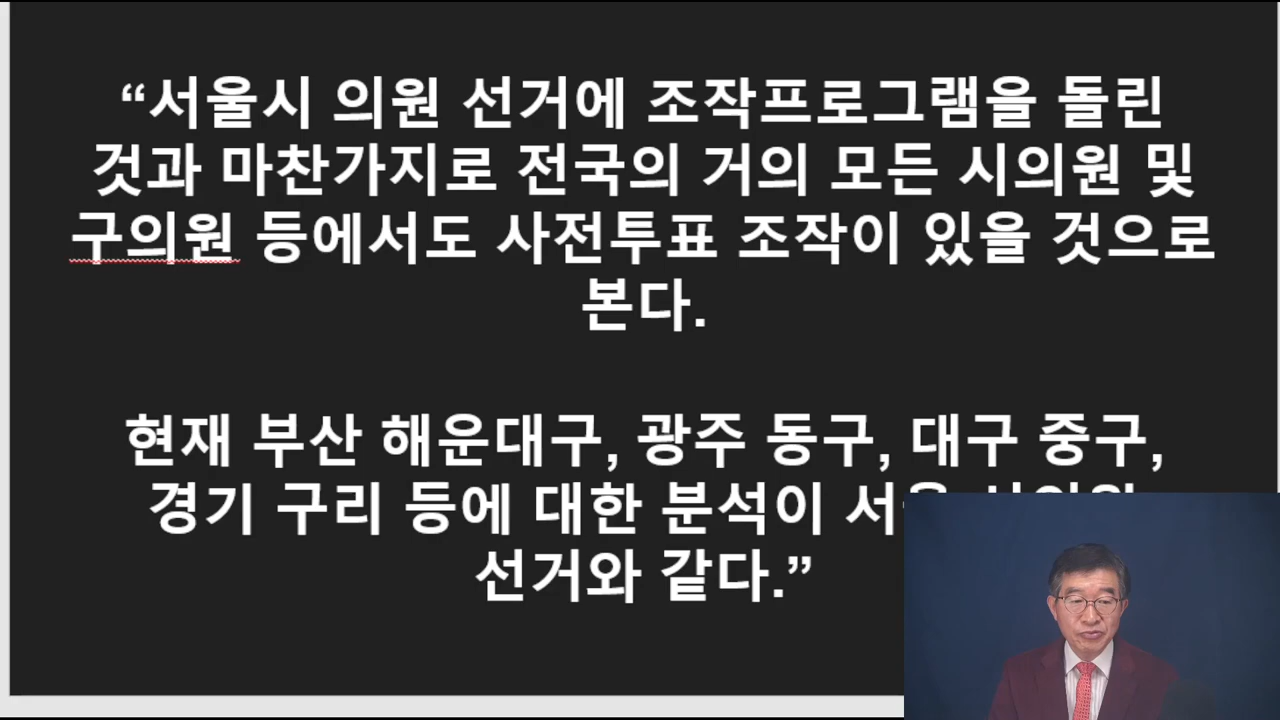 “서울시 의원 선거에 조작프로그램을 돌린
것과 마찬가지로 전국의 거의 모든 시의원 및
구의원 등에서도 사전투표 조작이 있을 것으로
본다.
현재 부산 해운대구, 광주 동구, 대구 중구,
경기 구리 등에 대한 분석이
선거와 같다.”